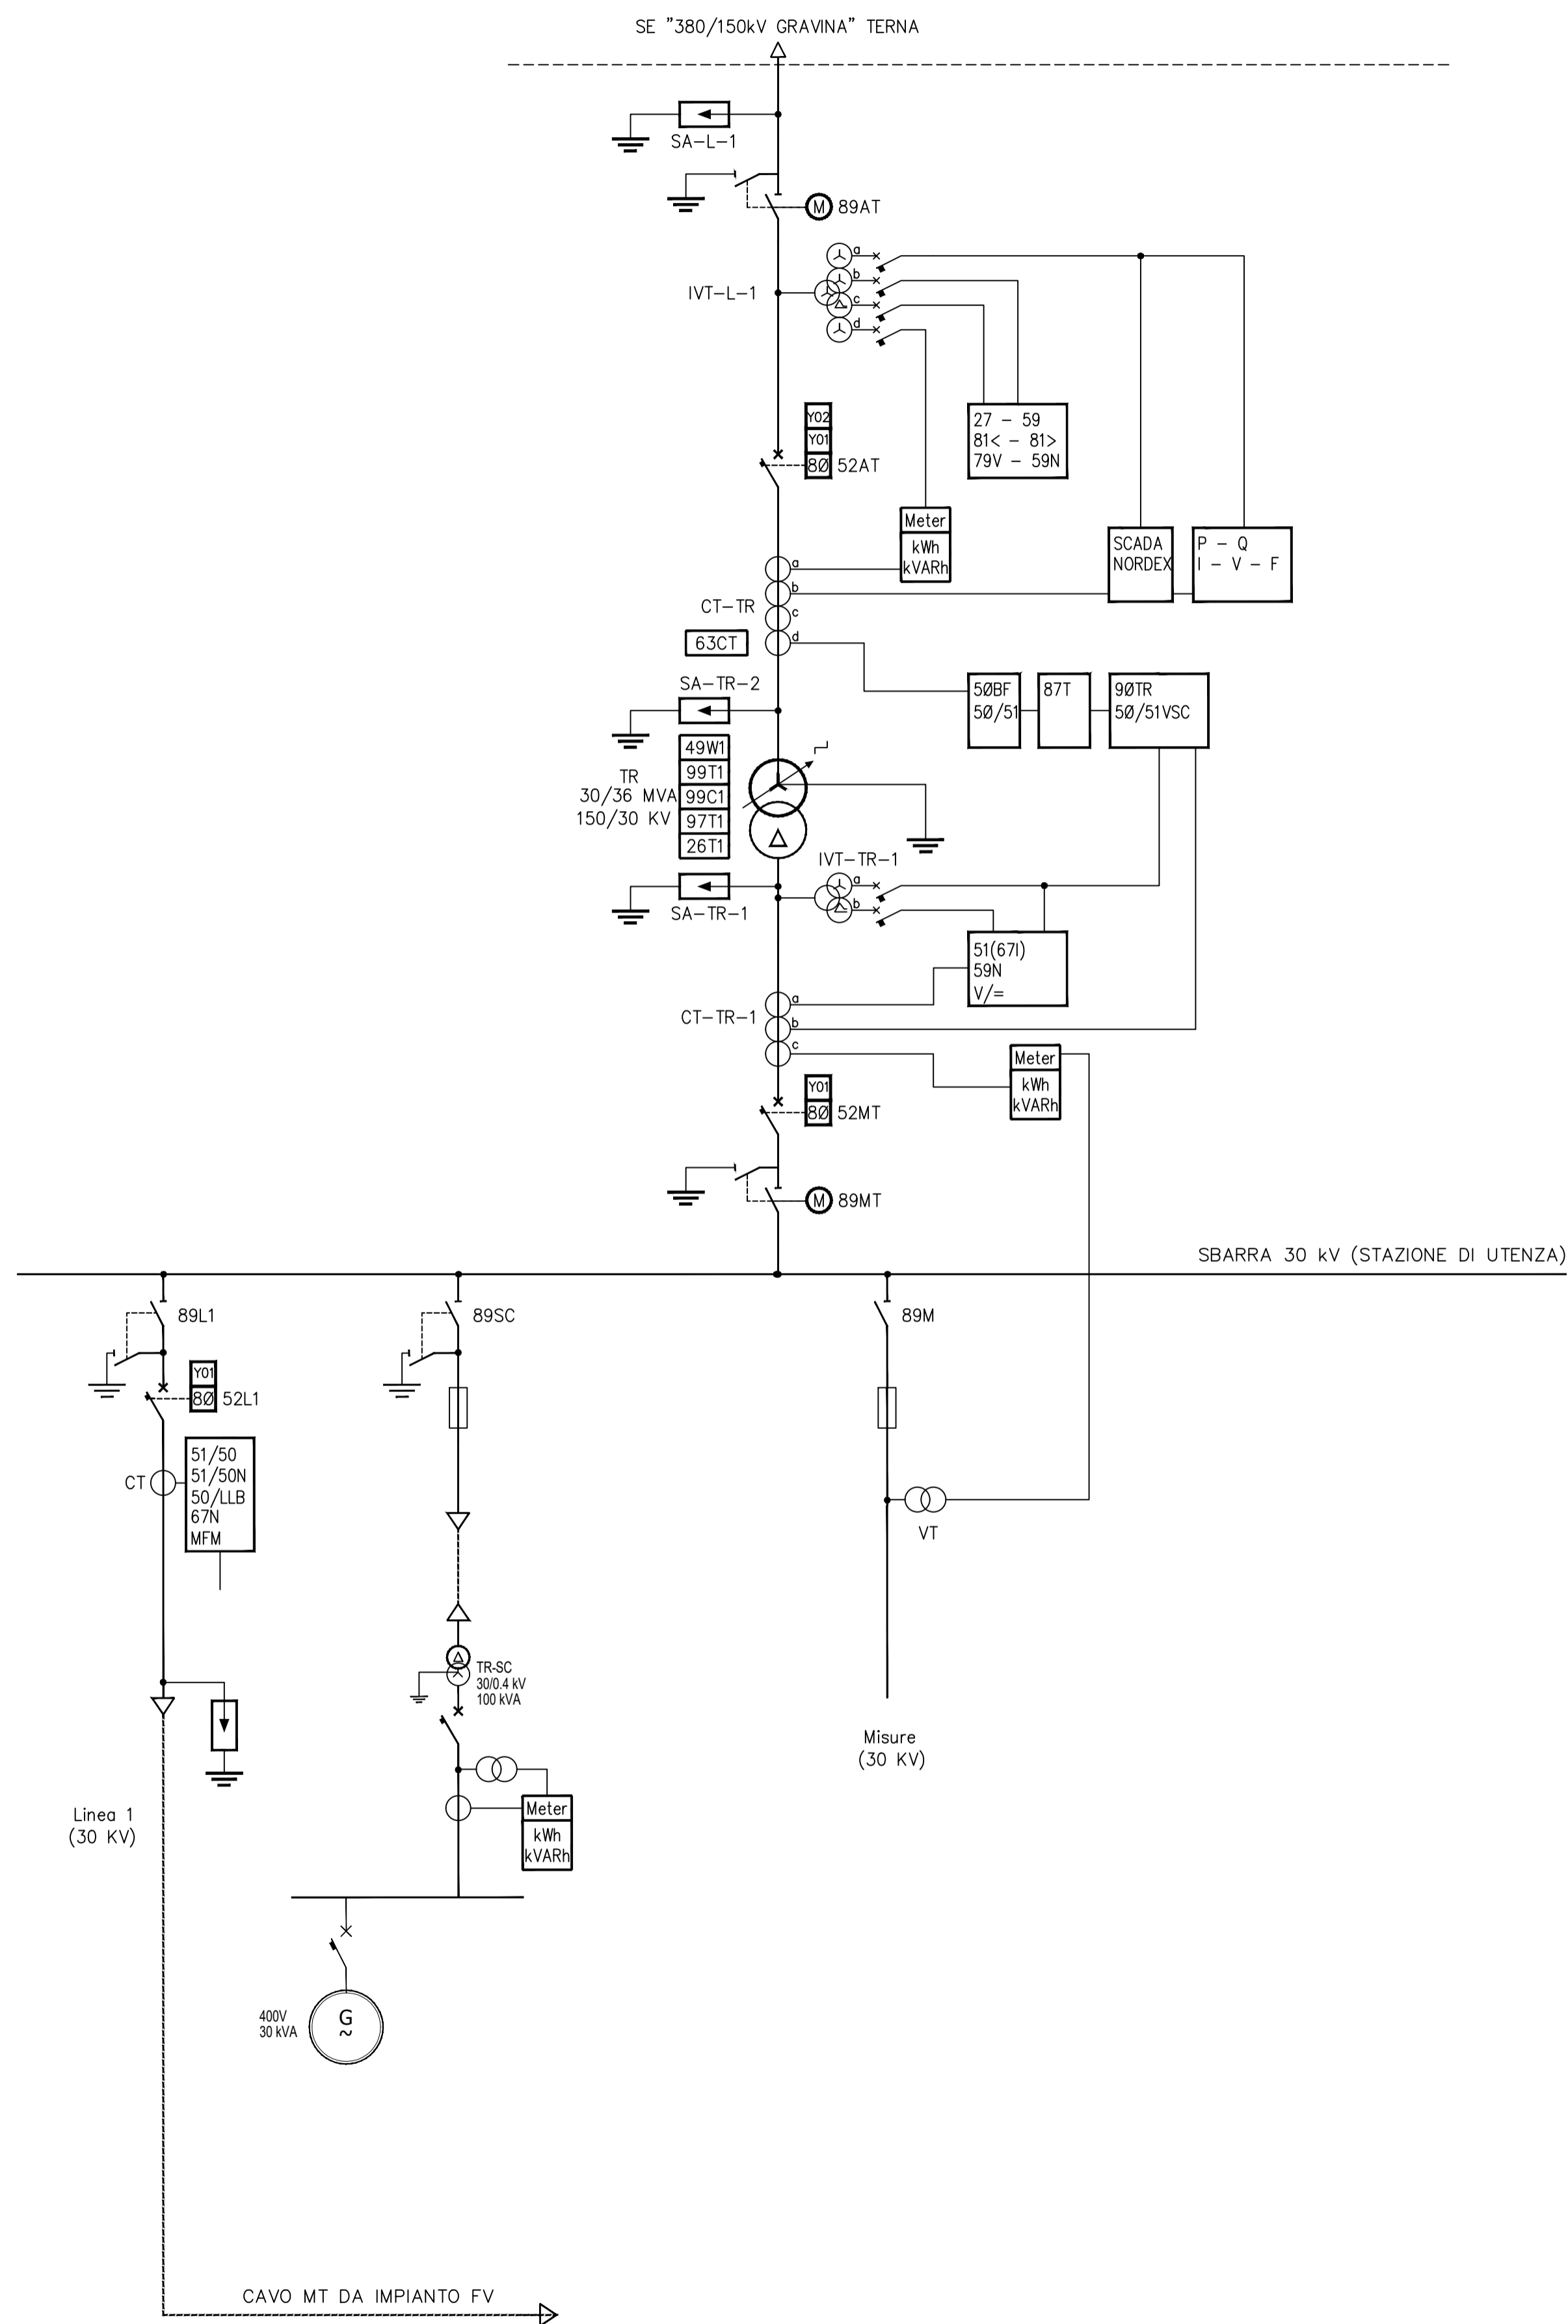 SE "380/150kV GRAVINA" TERNA
SA-L-1
M 89AT
a
b
IVT-L-1
c
d
Y02
Y01
8Ø 52AT
27 - 59
81< - 81>
79V - 59N
Meter
kWh
kVARh
SCADA
NORDEX
P - Q
I - V - F
a
b
CT-TR
c
d
63CT
SA-TR-2
5ØBF
5Ø/51
87T
9ØTR
5Ø/51VSC
49W1
99T1
99C1
97T1
26T1
TR
30/36 MVA
150/30 KV
IVT-TR-1
a
b
SA-TR-1
51(67I)
59N
V/=
a
CT-TR-1
b
c
Meter
kWh
kVARh
Y01
8Ø 52MT
M 89MT
SBARRA 30 kV (STAZIONE DI UTENZA)
89L1
89SC
89M
Y01
8Ø 52L1
CT
51/50
51/50N
50/LLB
67N
MFM
VT
TR-SC
30/0.4 kV
100 kVA
Misure
(30 KV)
Linea 1
(30 KV)
Meter
kWh
kVARh
400V
30 kVA
G
~
CAVO MT DA IMPIANTO FV